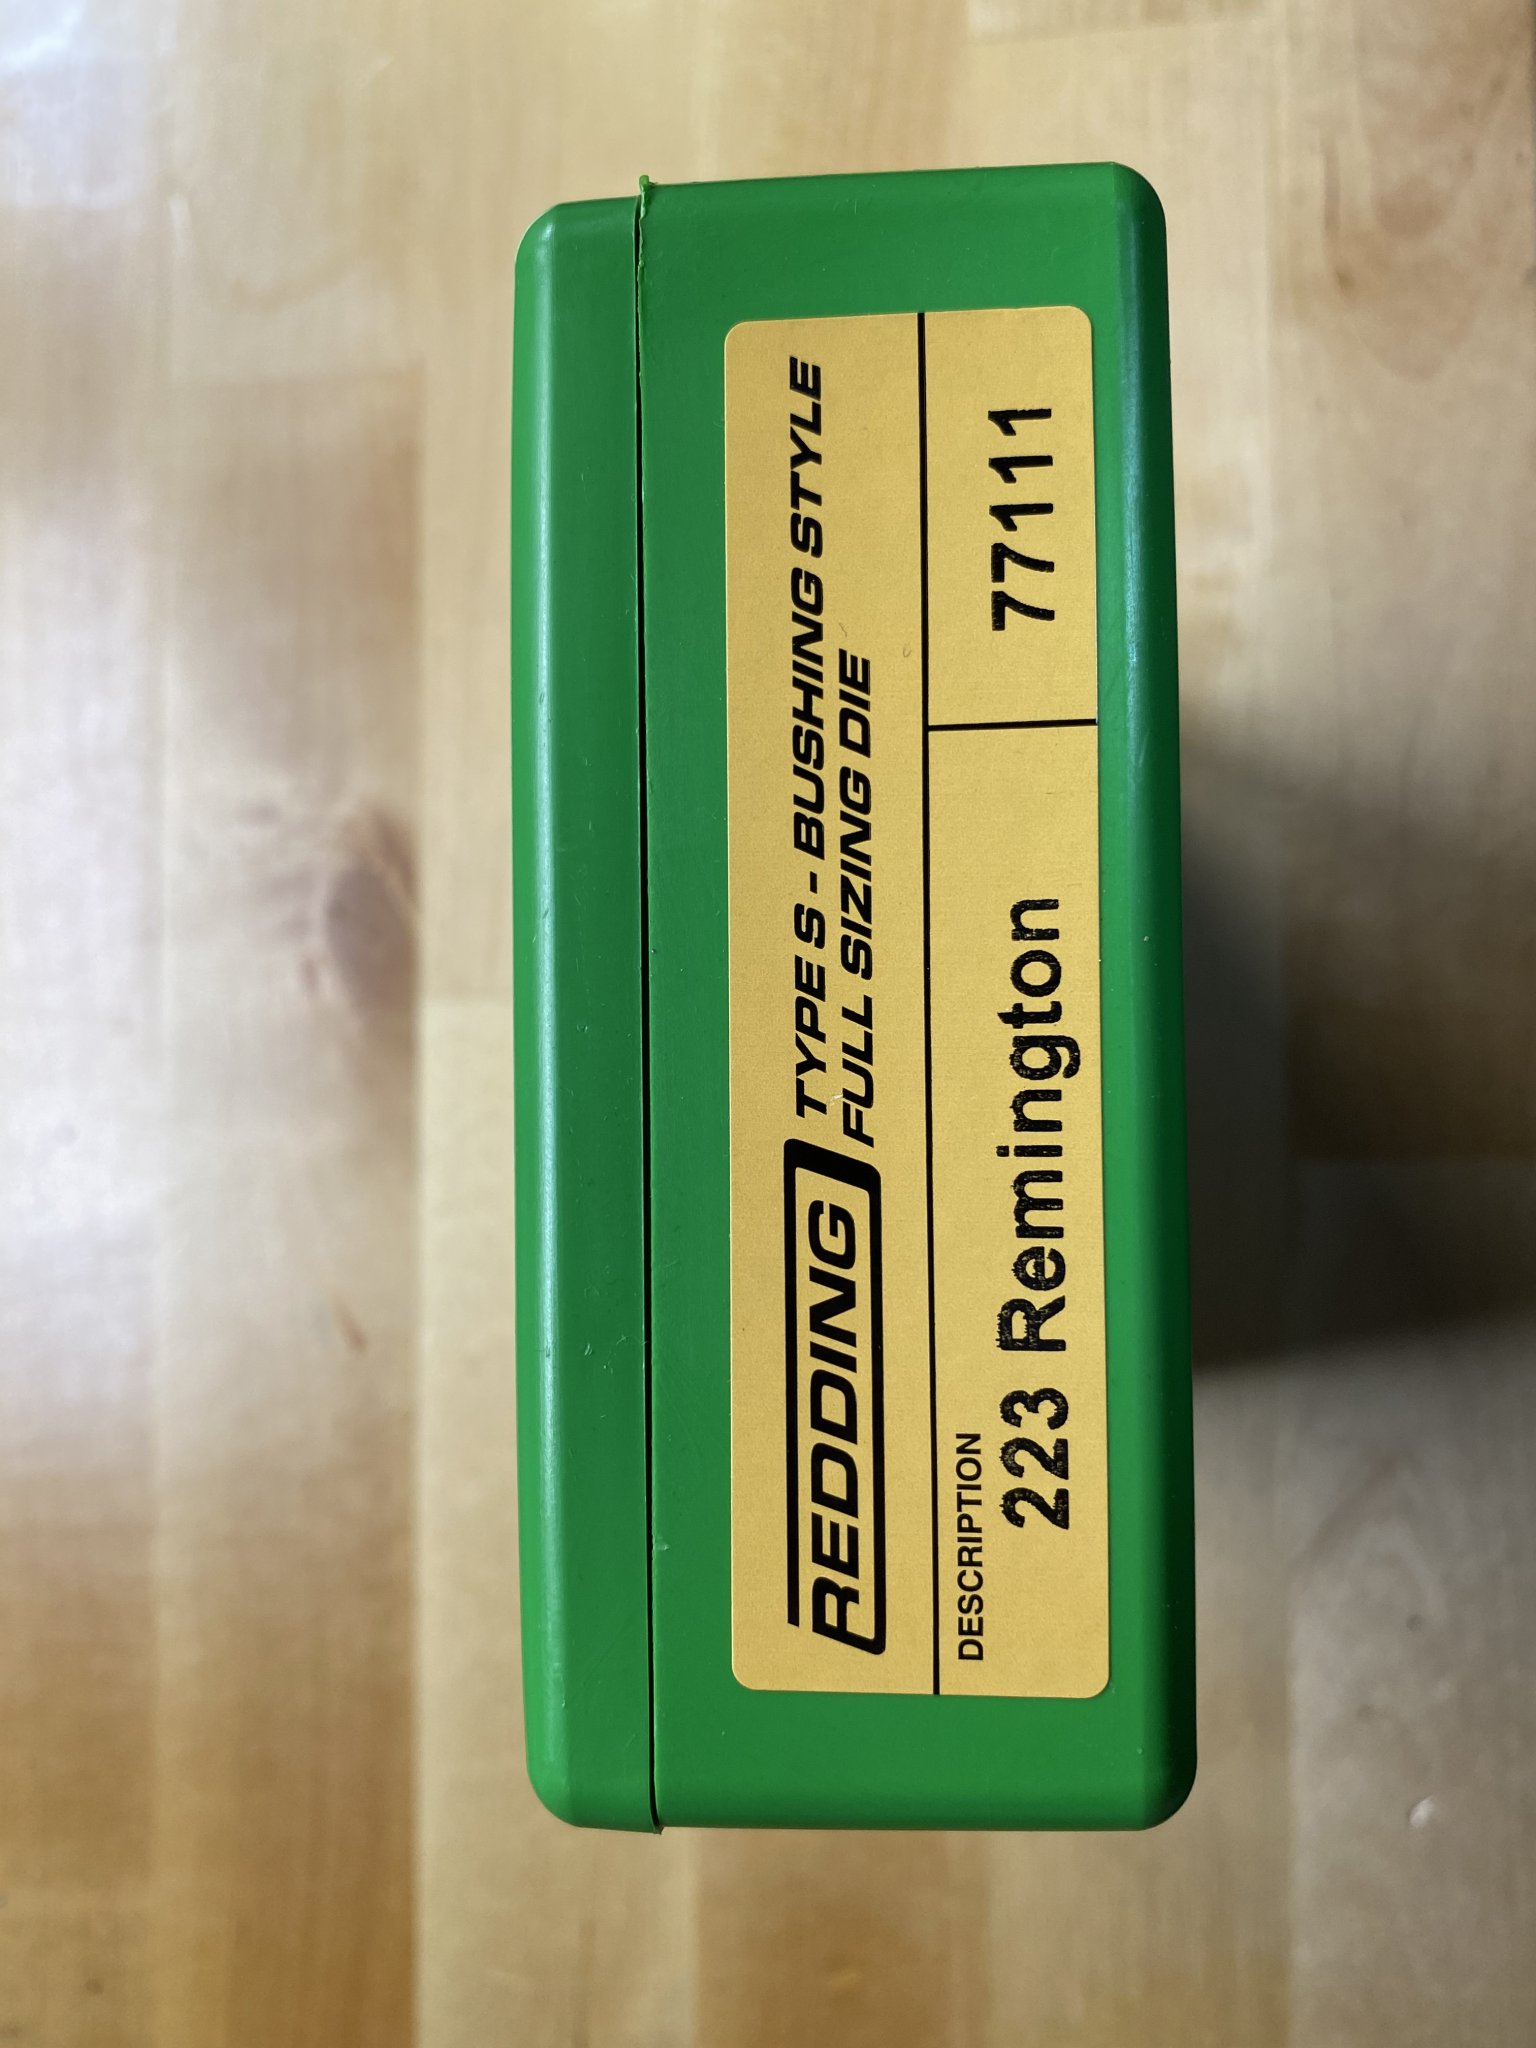 REDDING
TYPE S - BUSHING STYLE
FULL SIZING DIE
DESCRIPTION
223 Remington
77111